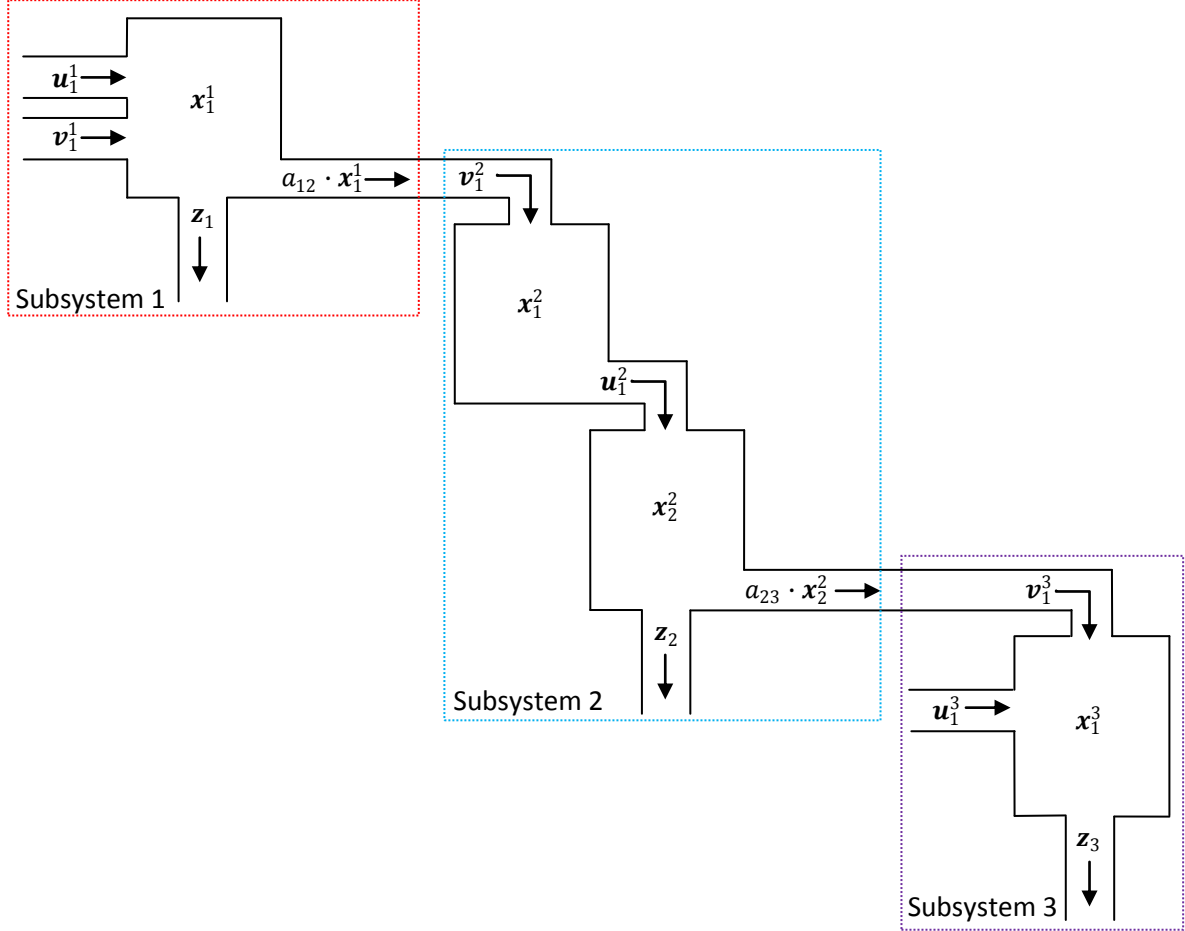 u₁¹
x₁¹
v₁¹
a₁₂ · x₁¹
v₁²
z₁
Subsystem 1
x₁²
u₁²
x₂²
a₂₃ · x₂²
v₁³
z₂
Subsystem 2
u₁³
x₁³
z₃
Subsystem 3